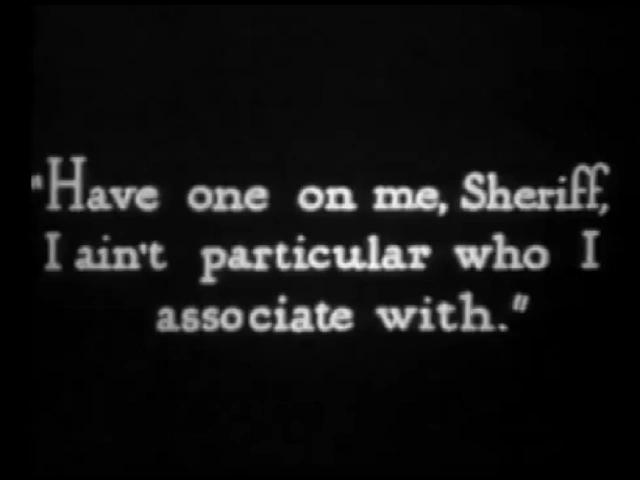 "Have one on me, Sheriff,
I ain't particular who I
associate with."